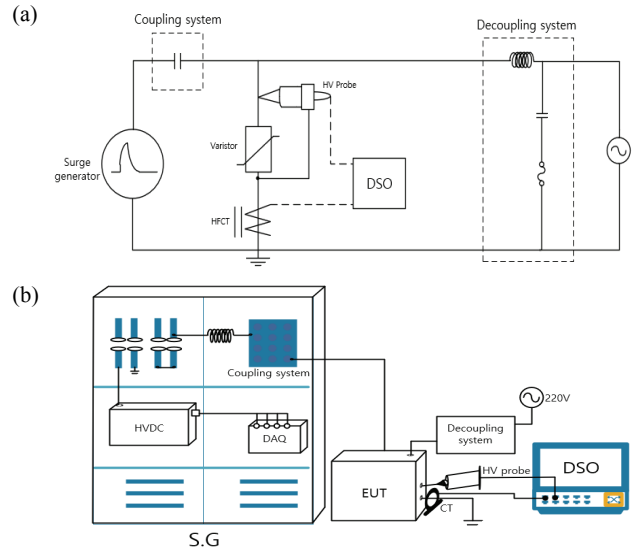 (a)
Coupling system
Decoupling system
HV Probe
Varistor
Surge
generator
DSO
HFCT
(b)
Coupling system
HVDC
DAQ
220V
Decoupling
system
HV probe
DSO
EUT
CT
S.G